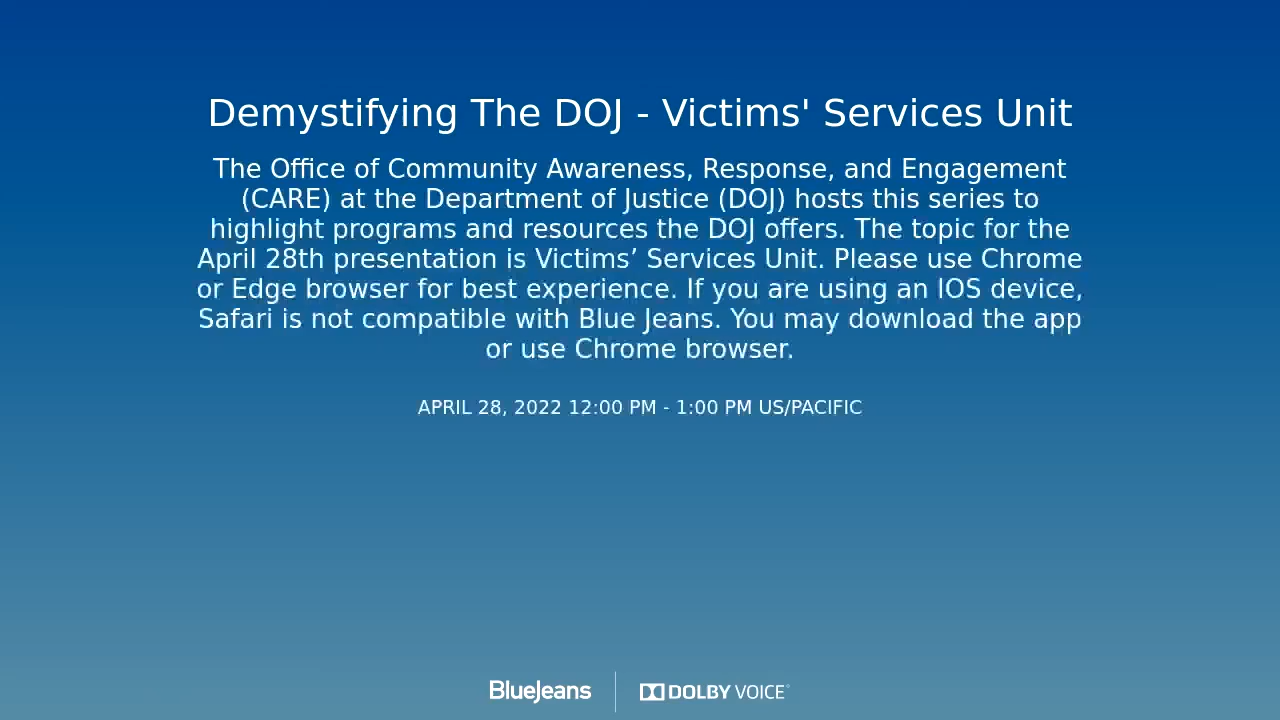 Demystifying The DOJ - Victims' Services Unit
The Office of Community Awareness, Response, and Engagement
(CARE) at the Department of Justice (DOJ) hosts this series to
highlight programs and resources the DOJ offers. The topic for the
April 28th presentation is Victims’ Services Unit. Please use Chrome
or Edge browser for best experience. If you are using an IOS device,
Safari is not compatible with Blue Jeans. You may download the app
or use Chrome browser.
APRIL 28, 2022 12:00 PM - 1:00 PM US/PACIFIC
BlueJeans DOLBY VOICE